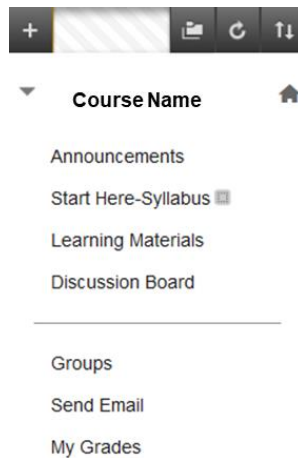 Course Name
Announcements
Start Here-Syllabus
Learning Materials
Discussion Board
Groups
Send Email
My Grades